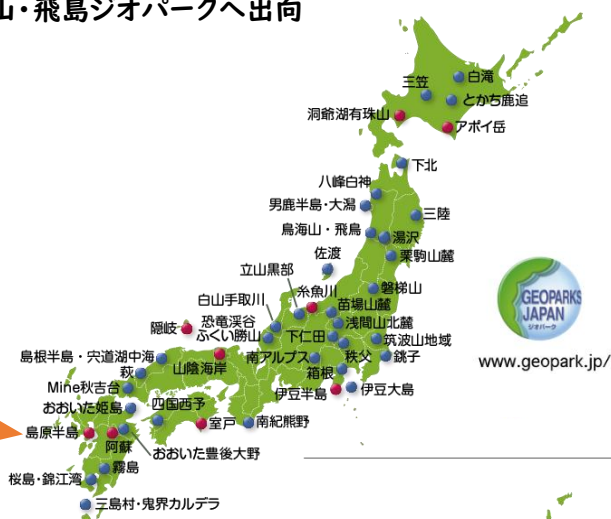 山・飛島ジオパークへ出向
白滝
三笠
とかち鹿追
洞爺湖有珠山
アポイ岳
下北
八峰白神
男鹿半島・大潟
三陸
鳥海山・飛島
湯沢
佐渡
栗駒山麓
立山黒部
糸魚川
磐梯山
白山手取川
苗場山麓
隠岐
恐竜渓谷
ふくい勝山
浅間山北麓
下仁田
筑波山地域
島根半島・宍道湖中海
山陰海岸
南アルプス
秩父
銚子
萩
箱根
Mine秋吉台
伊豆半島
伊豆大島
おおいた姫島
四国西予
島原半島
室戸
南紀熊野
阿蘇
おおいた豊後大野
霧島
桜島・錦江湾
三島村・鬼界カルデラ
GEOPARKS
JAPAN
ジオパーク
www.geopark.jp/